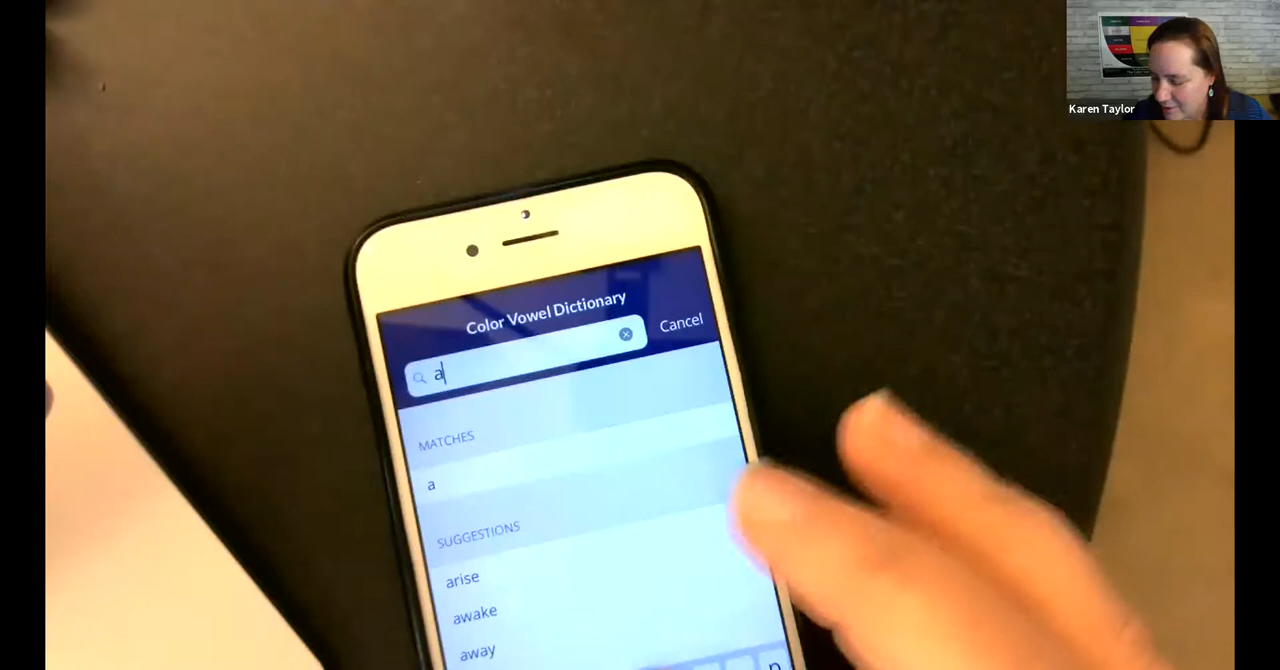 Karen Taylor
Color Vowel Dictionary
a
Cancel
MATCHES
a
SUGGESTIONS
arise
awake
away
p